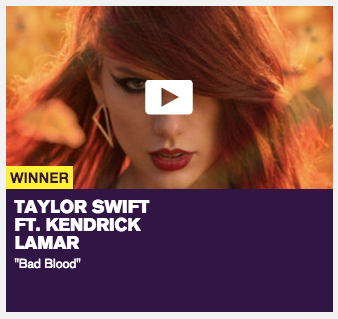 WINNER
TAYLOR SWIFT
FT. KENDRICK
LAMAR
"Bad Blood"